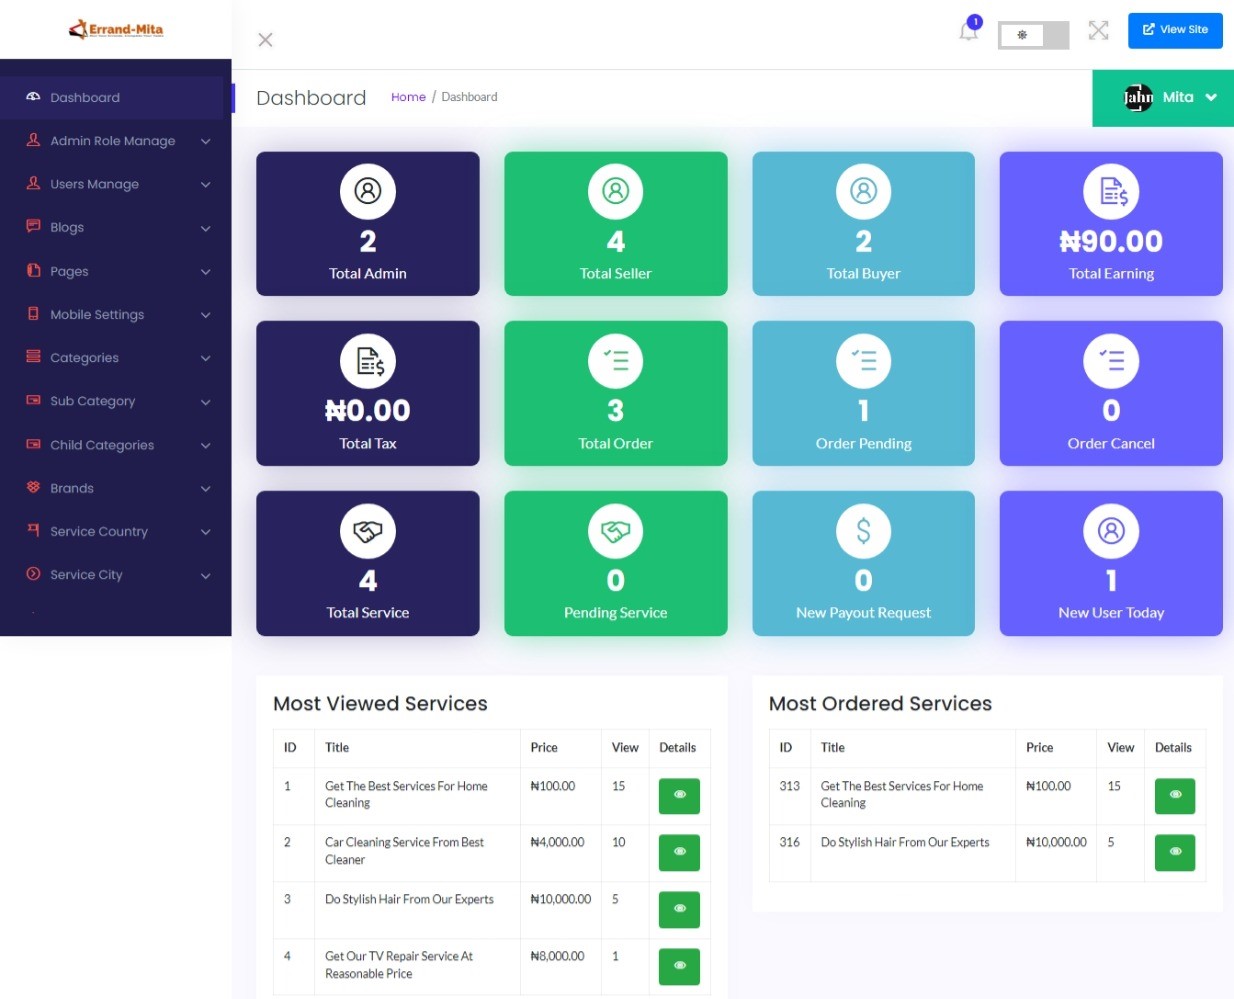 Errand-Mita
1
View Site
Dashboard
Admin Role Manage
Users Manage
Blogs
Pages
Mobile Settings
Categories
Sub Category
Child Categories
Brands
Service Country
Service City
Dashboard
Home / Dashboard
Jahn
Mita
2
Total Admin
4
Total Seller
2
Total Buyer
₦90.00
Total Earning
₦0.00
Total Tax
3
Total Order
1
Order Pending
0
Order Cancel
4
Total Service
0
Pending Service
0
New Payout Request
1
New User Today
Most Viewed Services
ID Title Price View Details
1 Get The Best Services For Home ₦100.00 15
Cleaning
2 Car Cleaning Service From Best ₦4,000.00 10
Cleaner
3 Do Stylish Hair From Our Experts ₦10,000.00 5
4 Get Our TV Repair Service At ₦8,000.00 1
Reasonable Price
Most Ordered Services
ID Title Price View Details
313 Get The Best Services For Home ₦100.00 15
Cleaning
316 Do Stylish Hair From Our Experts ₦10,000.00 5